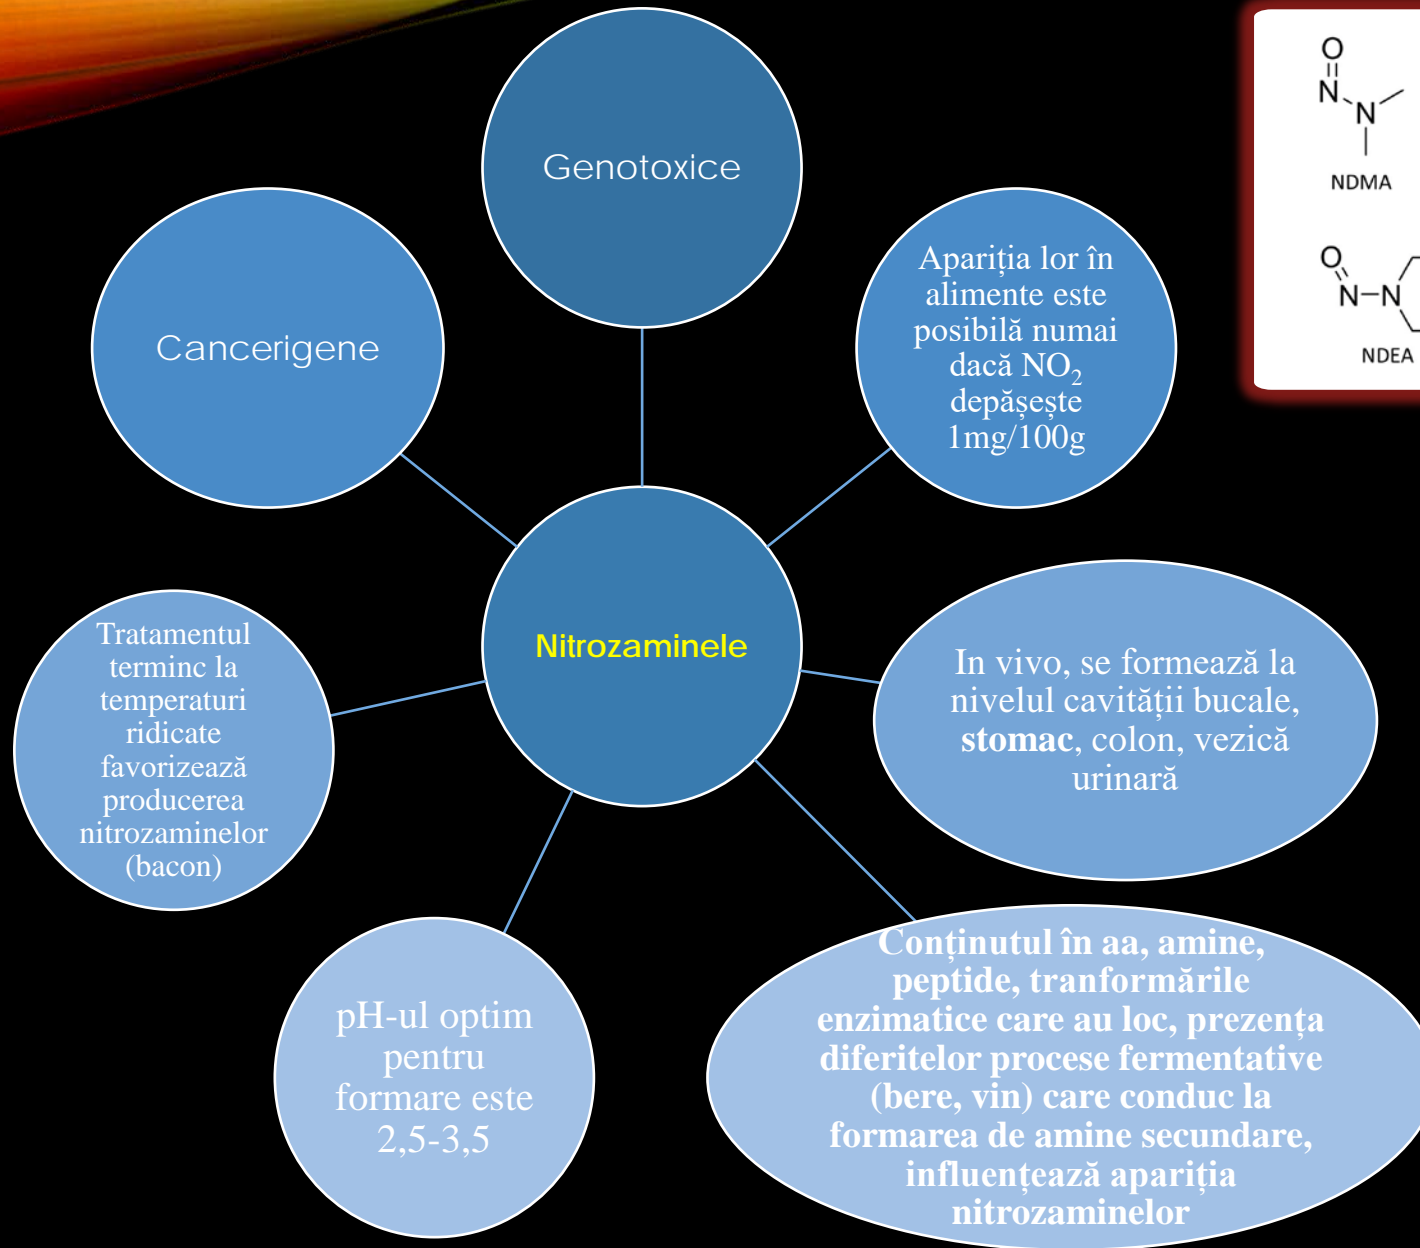 Genotoxice
Apariția lor în
alimente este
posibilă numai
dacă NO₂
depășește
1mg/100g
In vivo, se formează la
nivelul cavității bucale,
stomac, colon, vezică
urinară
Conținutul în aa, amine,
peptide, tranformările
enzimatice care au loc, prezența
diferitelor procese fermentative
(bere, vin) care conduc la
formarea de amine secundare,
influențează apariția
nitrozaminelor
pH-ul optim
pentru
formare este
2,5-3,5
Tratamentul
terminc la
temperaturi
ridicate
favorizează
producerea
nitrozaminelor
(bacon)
Cancerigene
Nitrozaminele
O
N
N
NDMA
O
N–N
NDEA